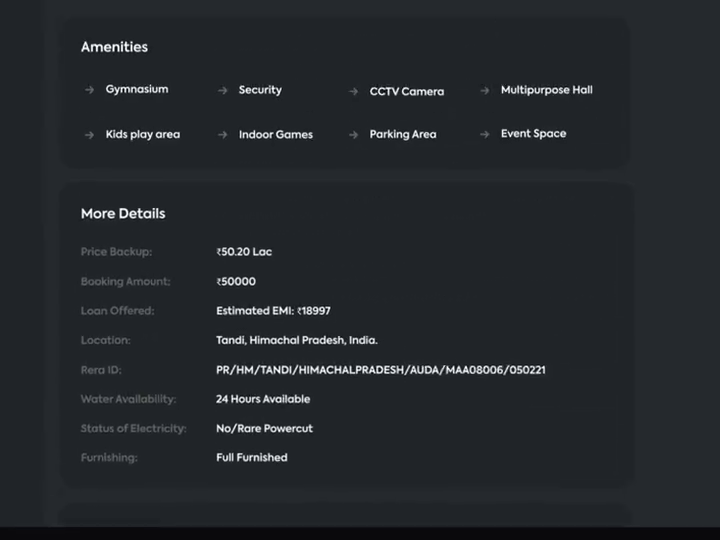 Amenities
→ Gymnasium → Security → CCTV Camera → Multipurpose Hall
→ Kids play area → Indoor Games → Parking Area → Event Space
More Details
Price Backup: ₹50.20 Lac
Booking Amount: ₹50000
Loan Offered: Estimated EMI: ₹18997
Location: Tandi, Himachal Pradesh, India.
Rera ID: PR/HM/TANDI/HIMACHALPRADESH/AUDA/MAA08006/050221
Water Availability: 24 Hours Available
Status of Electricity: No/Rare Powercut
Furnishing: Full Furnished